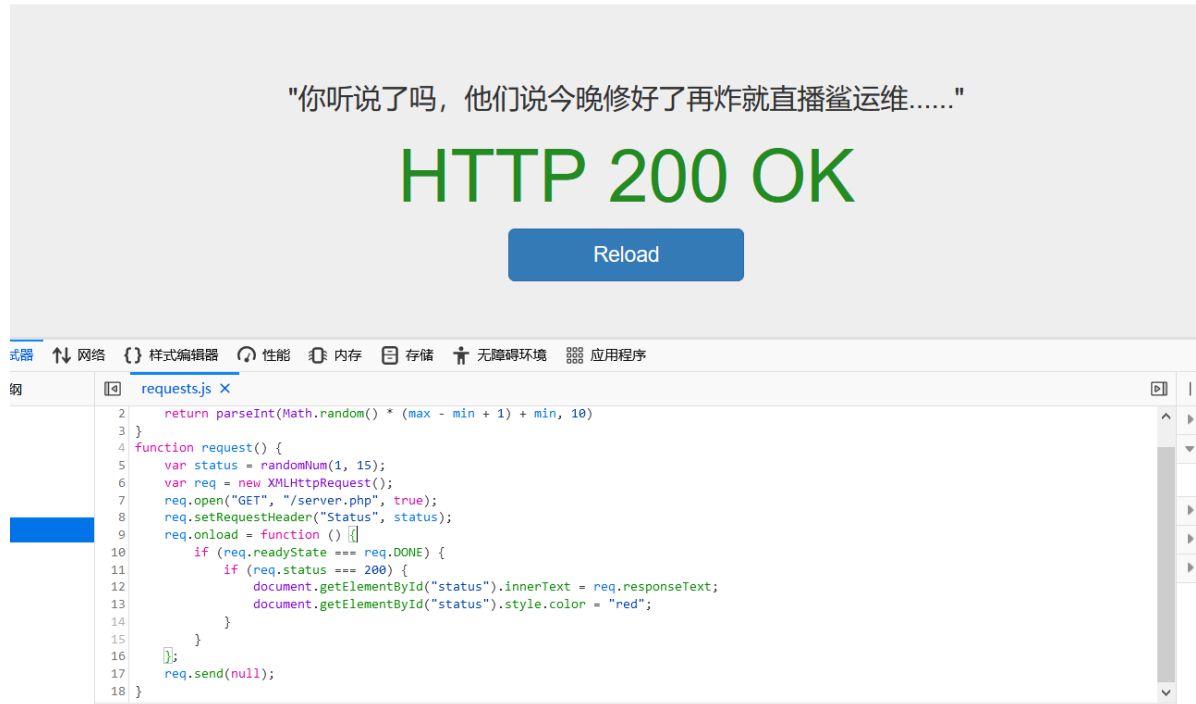 "你听说了吗，他们说今晚修好了再炸就直播鲨运维......"
HTTP 200 OK
Reload
试器 网络 {} 样式编辑器 性能 内存 存储 无障碍环境 应用程序
纲 requests.js ×
2 return parseInt(Math.random() * (max - min + 1) + min, 10)
3 }
4 function request() {
5 var status = randomNum(1, 15);
6 var req = new XMLHttpRequest();
7 req.open("GET", "/server.php", true);
8 req.setRequestHeader("Status", status);
9 req.onload = function () {
10 if (req.readyState === req.DONE) {
11 if (req.status === 200) {
12 document.getElementById("status").innerText = req.responseText;
13 document.getElementById("status").style.color = "red";
14 }
15 }
16 };
17 req.send(null);
18 }